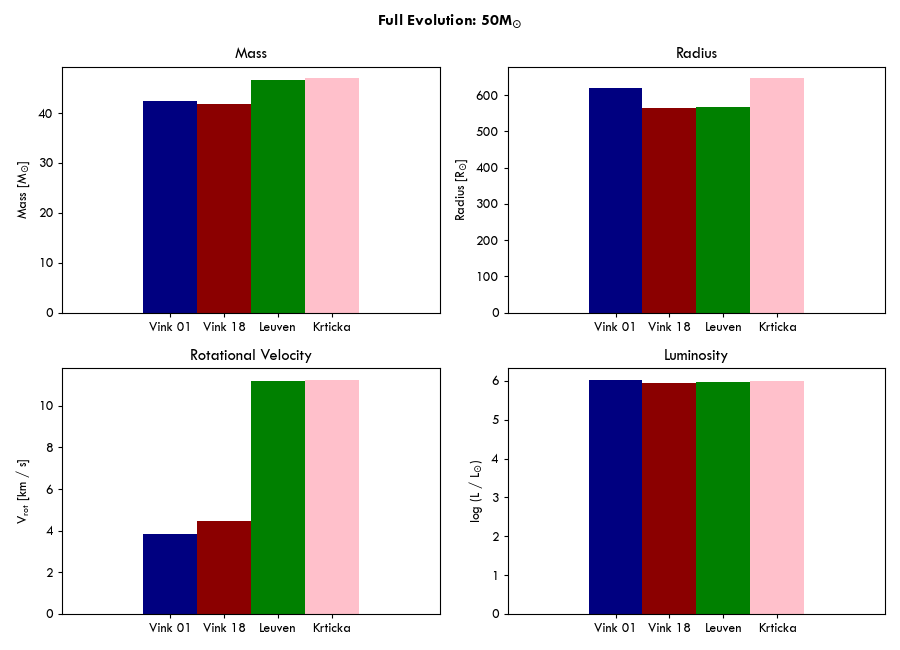 Full Evolution: 50M☉
Mass
Mass [M☉]
40
30
20
10
0
Vink 01 Vink 18 Leuven Krticka
Radius
Radius [R☉]
600
500
400
300
200
100
0
Vink 01 Vink 18 Leuven Krticka
Rotational Velocity
Vrot [km / s]
10
8
6
4
2
0
Vink 01 Vink 18 Leuven Krticka
Luminosity
log (L / L☉)
6
5
4
3
2
1
0
Vink 01 Vink 18 Leuven Krticka